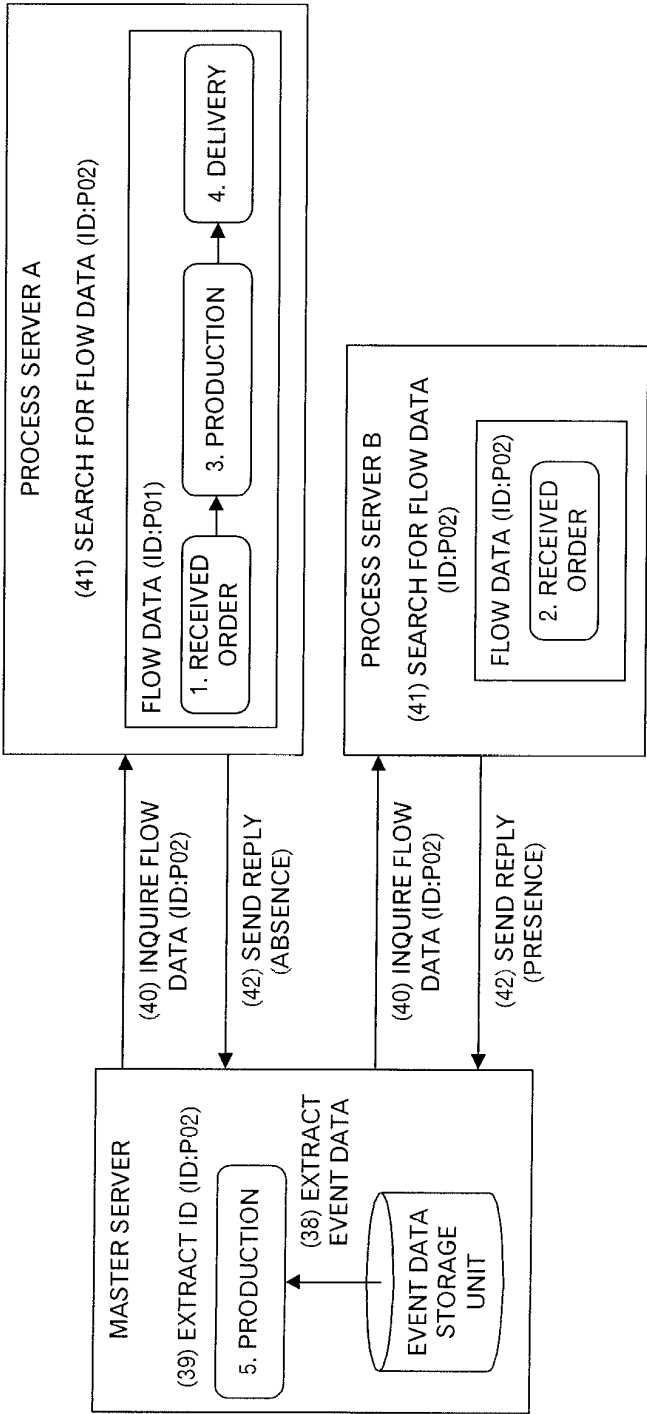 MASTER SERVER
(39) EXTRACT ID (ID:P02)
5. PRODUCTION
(38) EXTRACT
EVENT DATA
EVENT DATA
STORAGE
UNIT
(40) INQUIRE FLOW
DATA (ID:P02)
(42) SEND REPLY
(ABSENCE)
(40) INQUIRE FLOW
DATA (ID:P02)
(42) SEND REPLY
(PRESENCE)
PROCESS SERVER A
(41) SEARCH FOR FLOW DATA (ID:P02)
FLOW DATA (ID:P01)
1. RECEIVED
ORDER
3. PRODUCTION
4. DELIVERY
PROCESS SERVER B
(41) SEARCH FOR FLOW DATA
(ID:P02)
FLOW DATA (ID:P02)
2. RECEIVED
ORDER